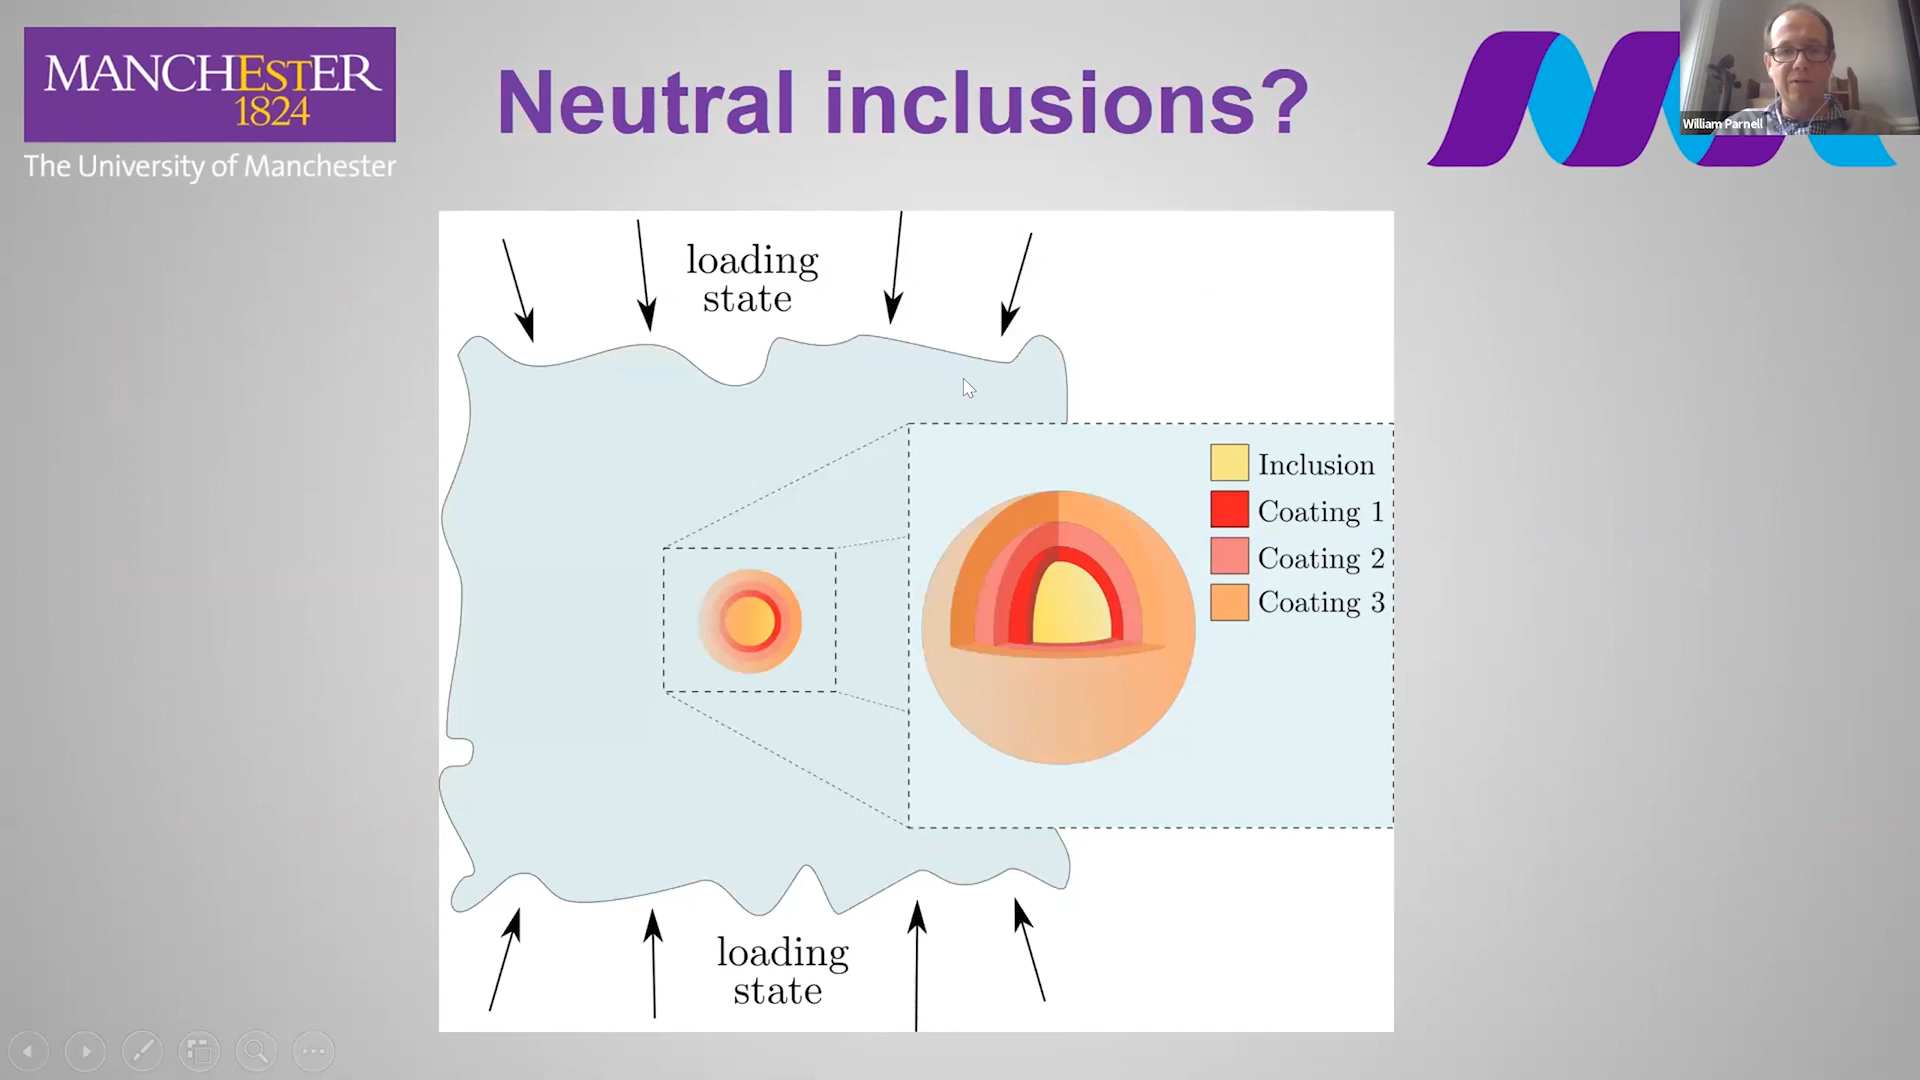 MANCHESTER
1824
The University of Manchester
Neutral inclusions?
William Parnell
loading
state
Inclusion
Coating 1
Coating 2
Coating 3
loading
state